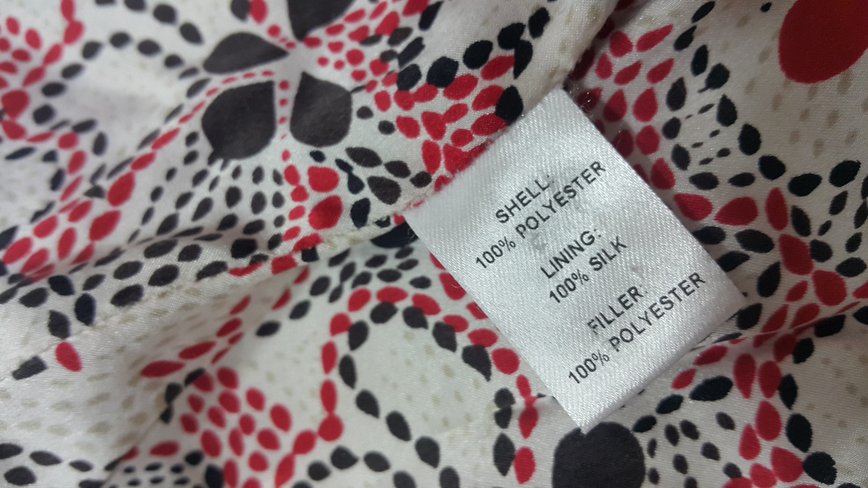 SHELL:
100% POLYESTER
LINING:
100% SILK
FILLER:
100% POLYESTER